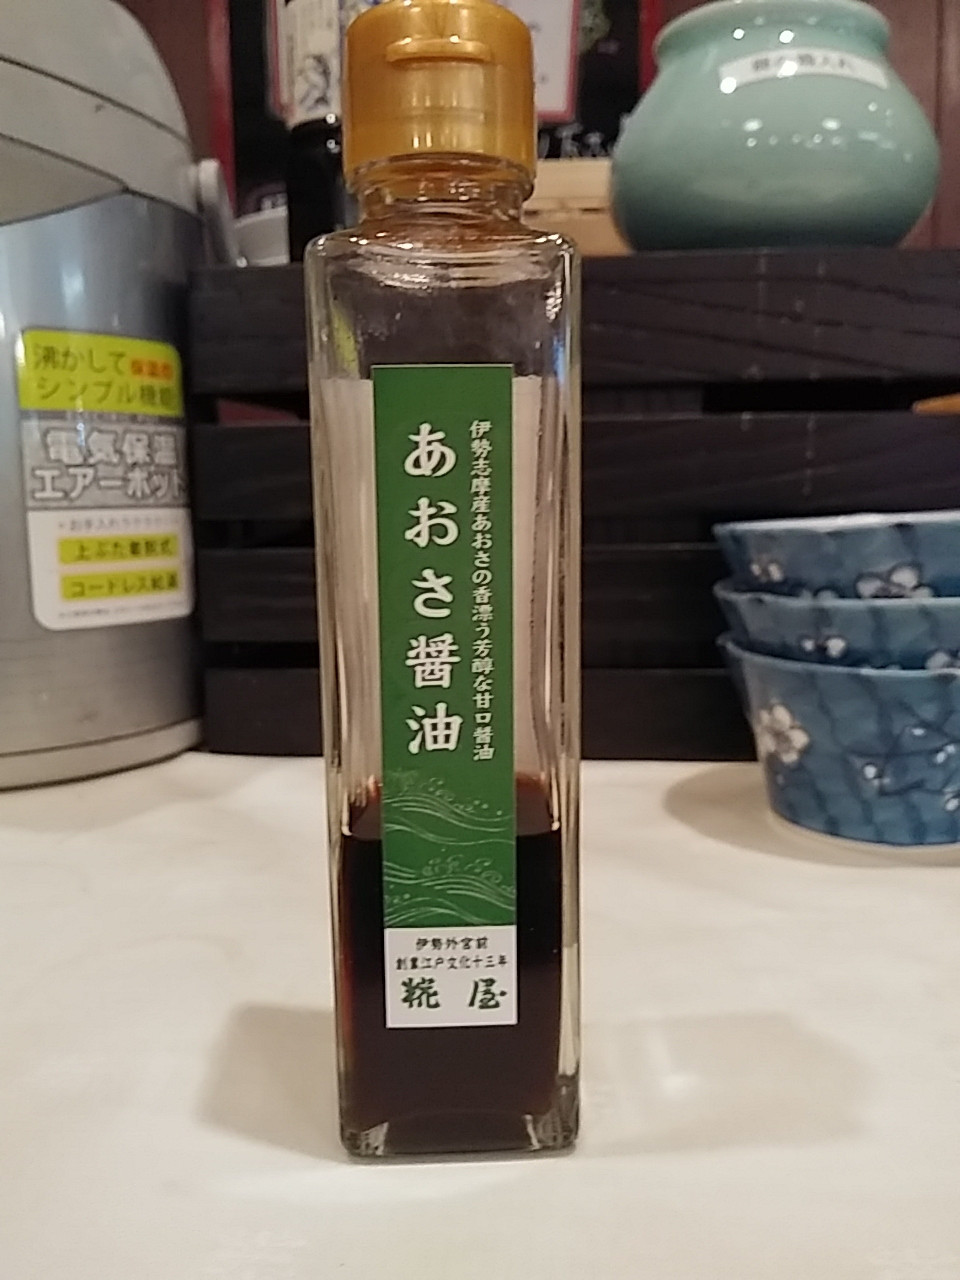 あおさ醤油
伊勢志摩産あおさの香漂う芳醇な甘口醤油
伊勢外宮前
創業江戸文化十三年
糀屋
沸かして保温の
シンプル機能
電気保温
エアーポット
上ぶた着脱式
コードレス給湯